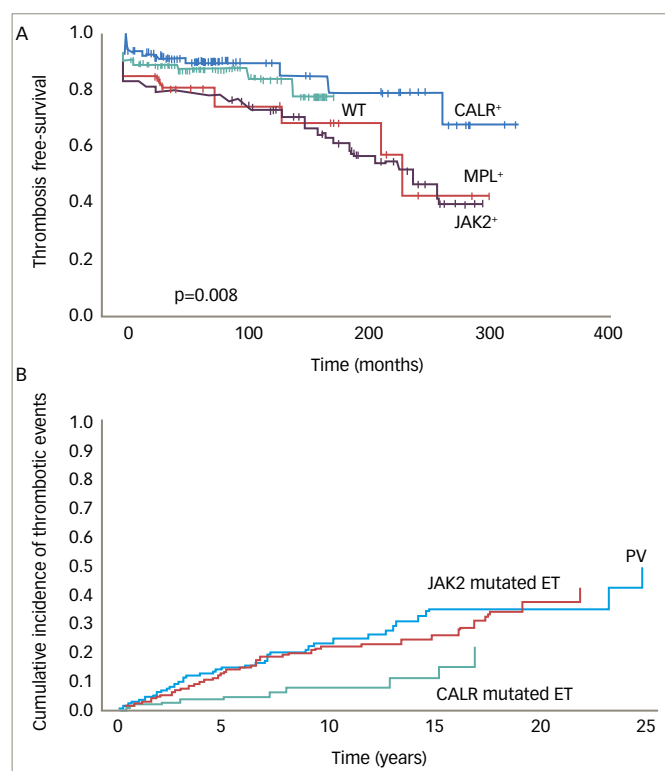 A
Thrombosis free-survival
1.0
0.8
0.6
0.4
0.2
0.0
WT
CALR⁺
MPL⁺
JAK2⁺
p=0.008
0 100 200 300 400
Time (months)
B
Cumulative incidence of thrombotic events
1.0
0.9
0.8
0.7
0.6
0.5
0.4
0.3
0.2
0.1
0.0
PV
JAK2 mutated ET
CALR mutated ET
0 5 10 15 20 25
Time (years)